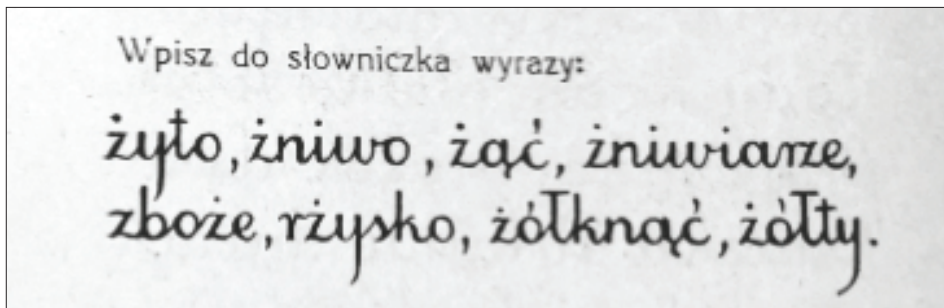 Wpisz do słowniczka wyrazy:
żyto, żniwo, żąć, żniwiarze,
zboże, rżysko, żółknąć, żółty.